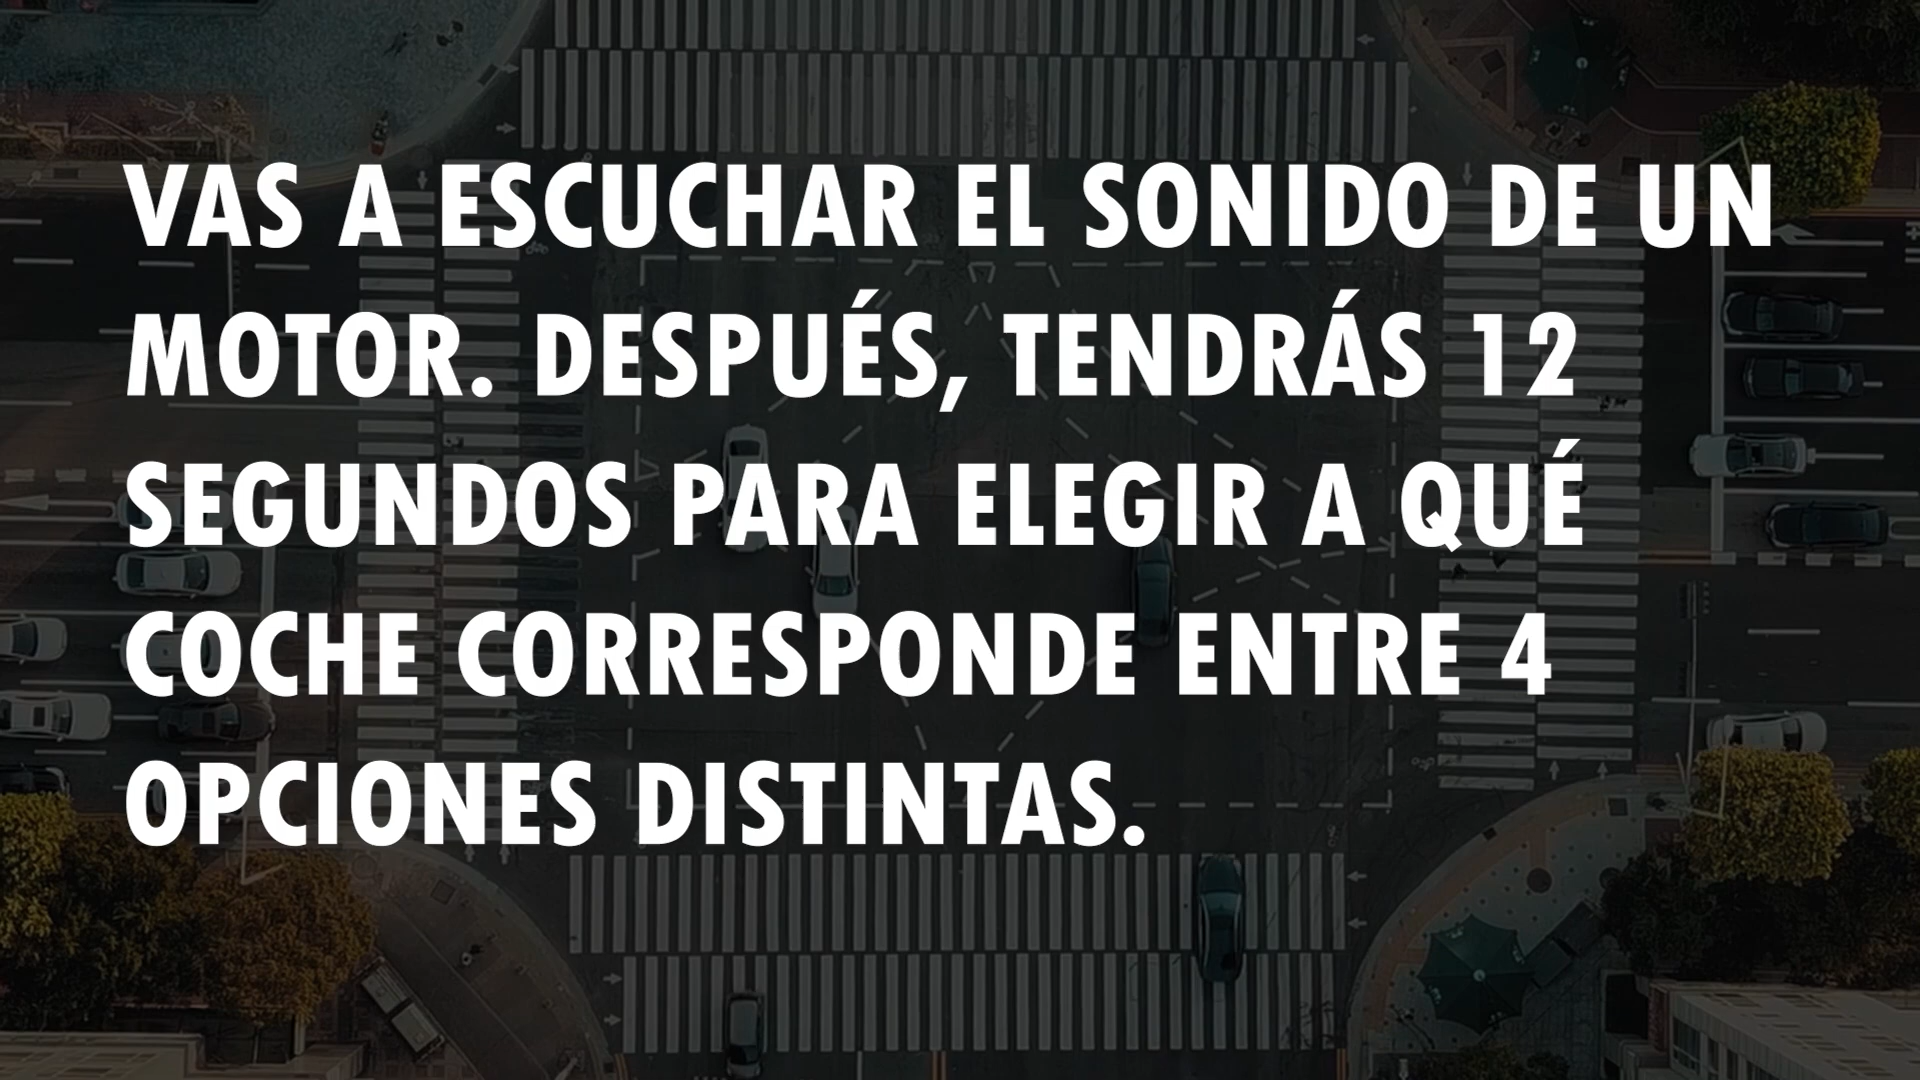 VAS A ESCUCHAR EL SONIDO DE UN
MOTOR. DESPUÉS, TENDRÁS 12
SEGUNDOS PARA ELEGIR A QUÉ
COCHE CORRESPONDE ENTRE 4
OPCIONES DISTINTAS.